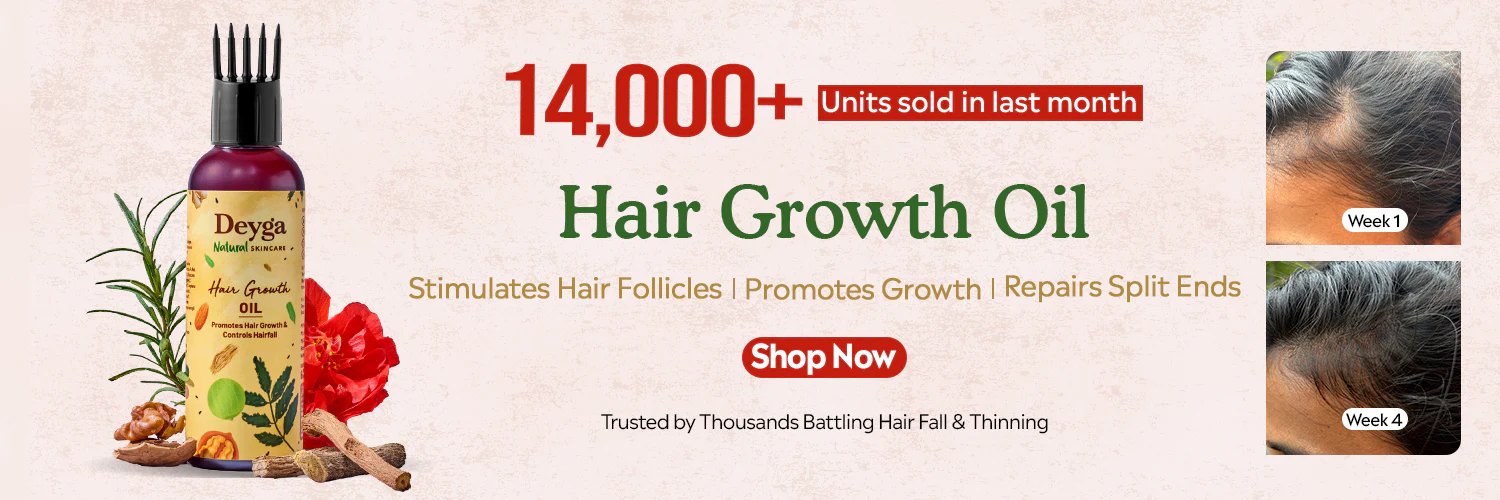 14,000+ Units sold in last month
Hair Growth Oil
Stimulates Hair Follicles | Promotes Growth | Repairs Split Ends
Shop Now
Trusted by Thousands Battling Hair Fall & Thinning
Deyga
Natural SKINCARE
Hair Growth
OIL
Promotes Hair Growth &
Controls Hairfall
Week 1
Week 4